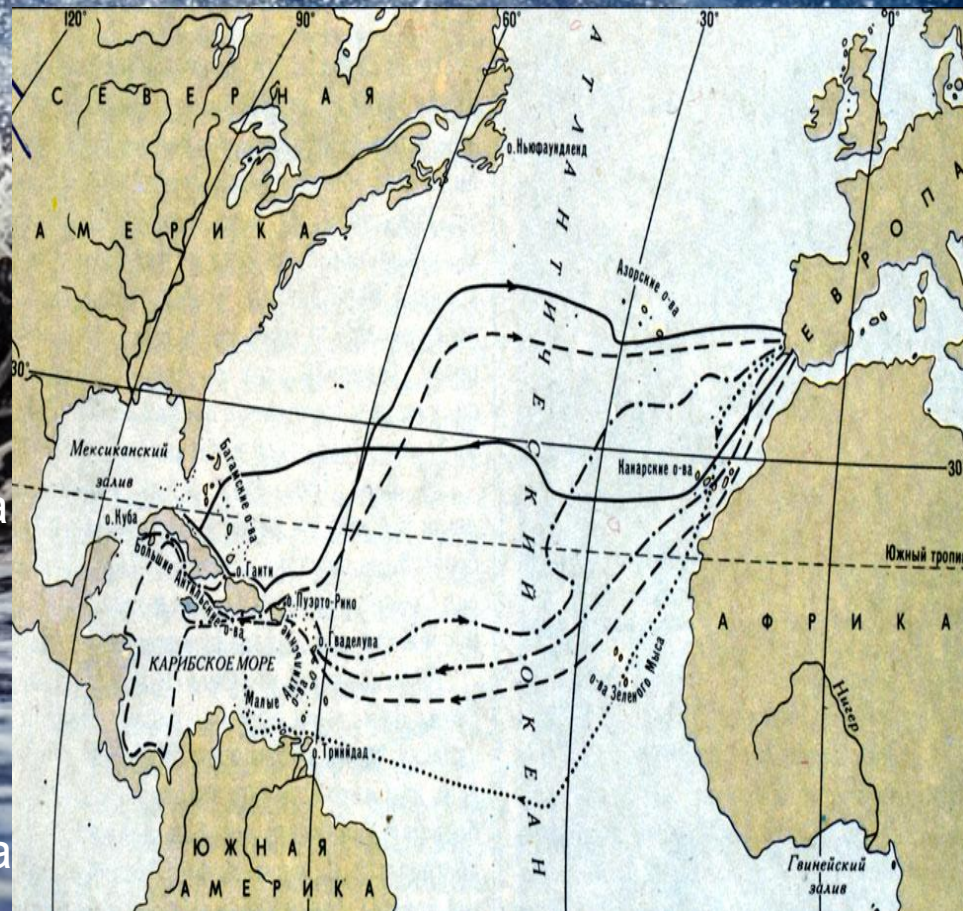 120°
90°
60°
30°
0°
СЕВЕРНАЯ
АМЕРИКА
о.Ньюфаундленд
АТЛАНТИЧЕСКИЙ ОКЕАН
ЕВРОПА
Азорские о-ва
30°
Мексиканский
залив
Багамские о-ва
Канарские о-ва
30
а
о.Куба
Южный тропи
Большие Антильские о-ва
о.Гаити
о.Пуэрто-Рико
о.Гваделупа
АФРИКА
КАРИБСКОЕ МОРЕ
Малые Антильские
о-ва
о-ва Зеленого Мыса
Нигер
о.Тринидад
ЮЖНАЯ
АМЕРИКА
а
Гвинейский
залив